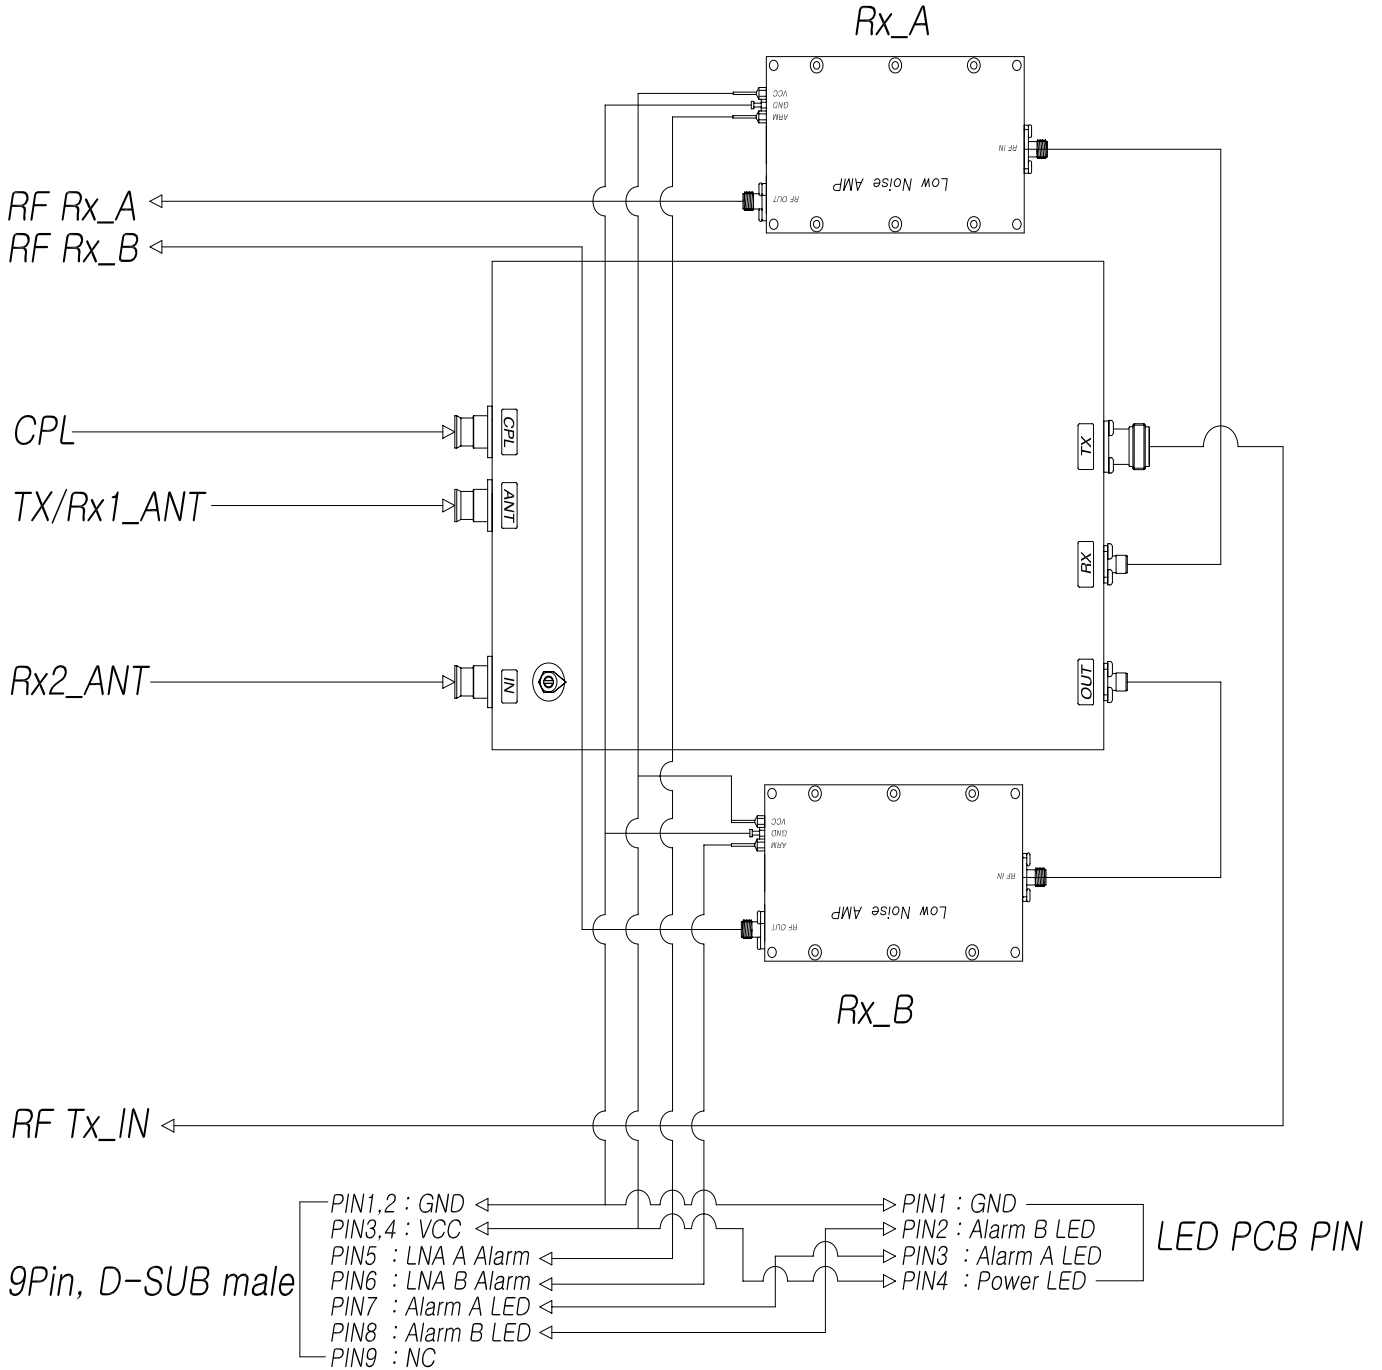 Rx_A
VCC
GND
ARM
RF IN
Low Noise AMP
RF OUT
RF Rx_A
RF Rx_B
CPL
CPL
TX
TX/Rx1_ANT
ANT
RX
Rx2_ANT
IN
OUT
VCC
GND
ARM
RF IN
Low Noise AMP
RF OUT
Rx_B
RF Tx_IN
9Pin, D-SUB male
PIN1,2 : GND
PIN3,4 : VCC
PIN5 : LNA A Alarm
PIN6 : LNA B Alarm
PIN7 : Alarm A LED
PIN8 : Alarm B LED
PIN9 : NC
PIN1 : GND
PIN2 : Alarm B LED
PIN3 : Alarm A LED
PIN4 : Power LED
LED PCB PIN